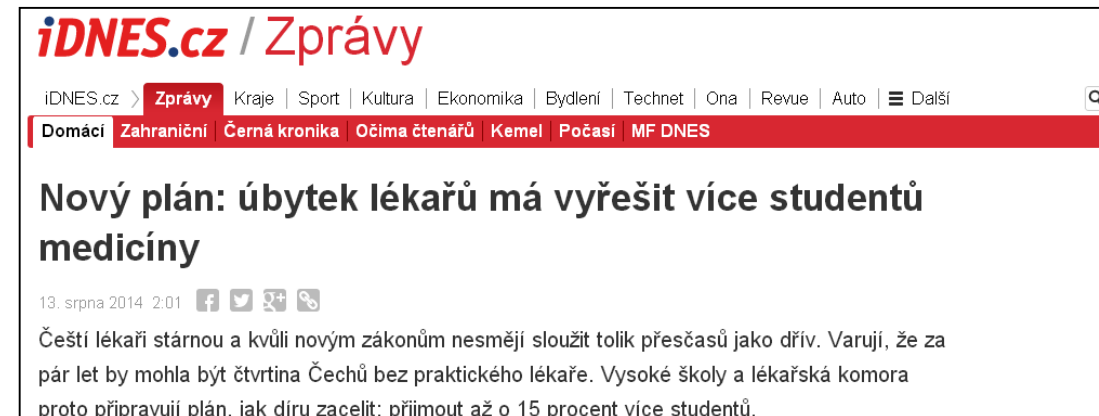 iDNES.cz / Zprávy
iDNES.cz > Zprávy Kraje | Sport | Kultura | Ekonomika | Bydlení | Technet | Ona | Revue | Auto | ☰ Další
Domácí Zahraniční Černá kronika Očima čtenářů Kemel Počasí MF DNES
Nový plán: úbytek lékařů má vyřešit více studentů
medicíny
13. srpna 2014 2:01
Čeští lékaři stárnou a kvůli novým zákonům nesmějí sloužit tolik přesčasů jako dřív. Varují, že za
pár let by mohla být čtvrtina Čechů bez praktického lékaře. Vysoké školy a lékařská komora
proto připravují plán, jak díru zacelit: přijmout až o 15 procent více studentů.